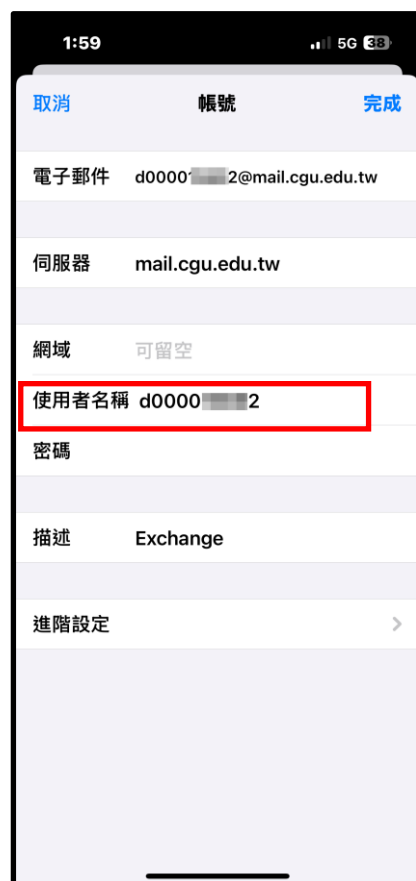 1:59 5G 38
取消 帳號 完成
電子郵件 d00001 2@mail.cgu.edu.tw
伺服器 mail.cgu.edu.tw
網域 可留空
使用者名稱 d0000 2
密碼
描述 Exchange
進階設定